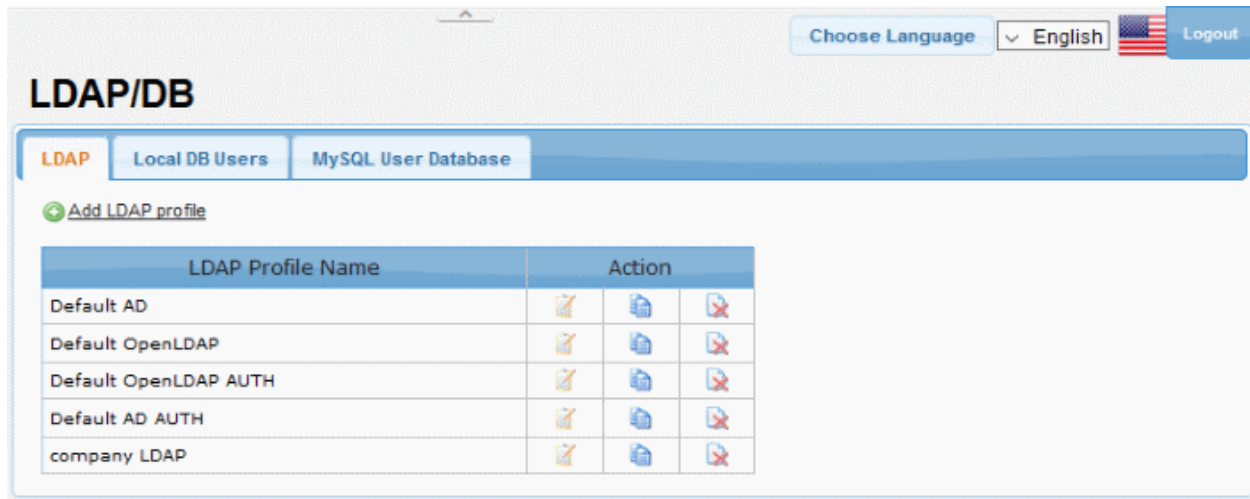 Choose Language English Logout
LDAP/DB
LDAP Local DB Users MySQL User Database
Add LDAP profile
LDAP Profile Name Action
Default AD
Default OpenLDAP
Default OpenLDAP AUTH
Default AD AUTH
company LDAP